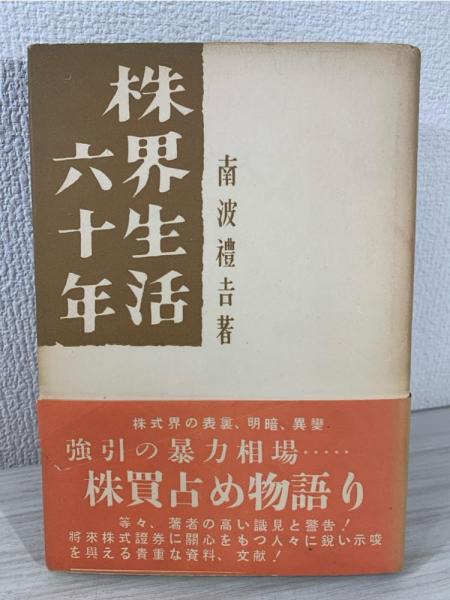 株界生活
六十年
南波禮吉著
株式界の表裏、明暗、異變
強引の暴力相場‥‥‥
株買占め物語り
等々、著者の高い識見と警告！
將來株式證券に關心をもつ人々に銳い示唆
を與える貴重な資料、文献！